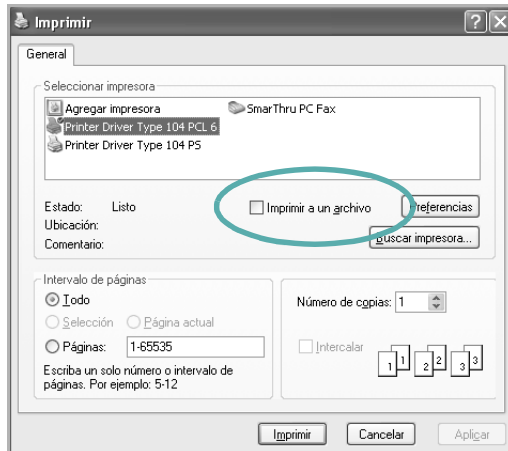 Imprimir
General
Seleccionar impresora
Agregar impresora
SmarThru PC Fax
Printer Driver Type 104 PCL 6
Printer Driver Type 104 PS
Estado: Listo
Imprimir a un archivo
Preferencias
Ubicación:
Comentario:
Buscar impresora...
Intervalo de páginas
Todo
Selección
Página actual
Páginas: 1-65535
Escriba un solo número o intervalo de
páginas. Por ejemplo: 5-12
Número de copias: 1
Intercalar
1 1 2 2 3 3
Imprimir
Cancelar
Aplicar